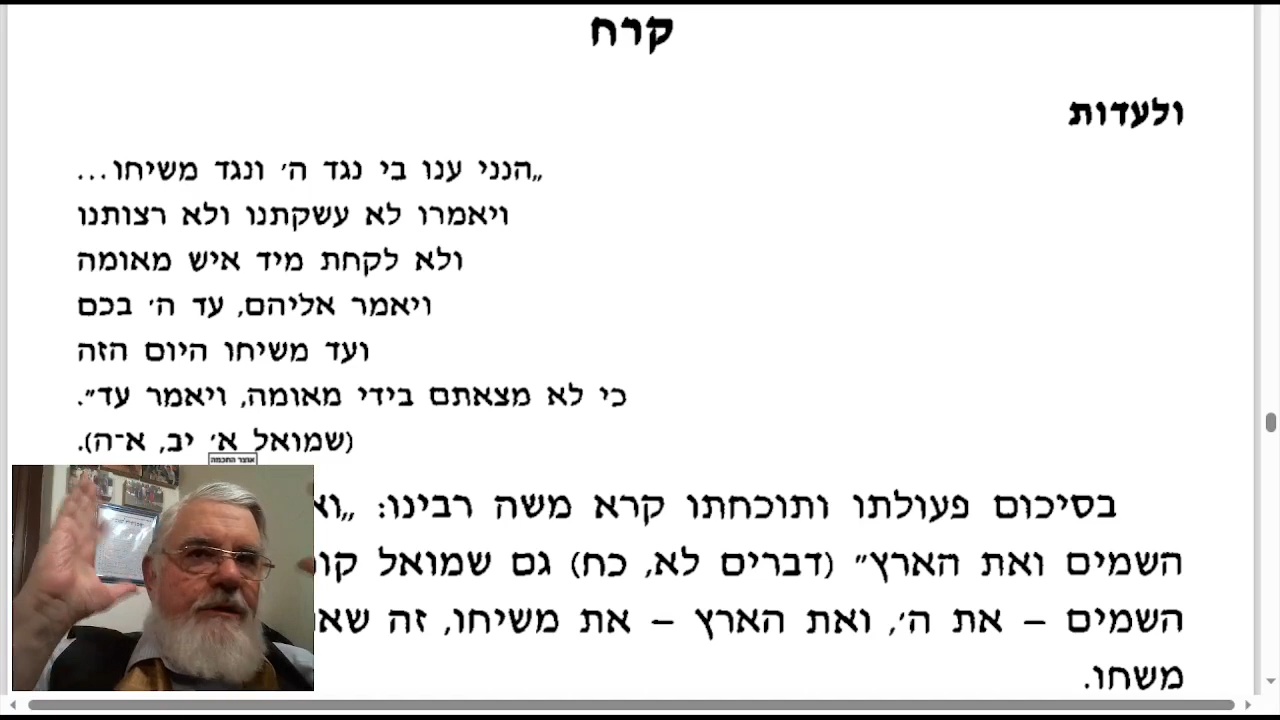 קרח
ולעדות
„הנני ענו בי נגד ה׳ ונגד משיחו...
ויאמרו לא עשקתנו ולא רצותנו
ולא לקחת מיד איש מאומה
ויאמר אליהם, עד ה׳ בכם
ועד משיחו היום הזה
כי לא מצאתם בידי מאומה, ויאמר עד״.
(שמואל א׳ יב, א־ה).
אוצר החכמה
בסיכום פעולתו ותוכחתו קרא משה רבינו:
השמים ואת הארץ״ (דברים לא, כח) גם שמואל
השמים – את ה׳, ואת הארץ – את משיחו, זה
משחו.